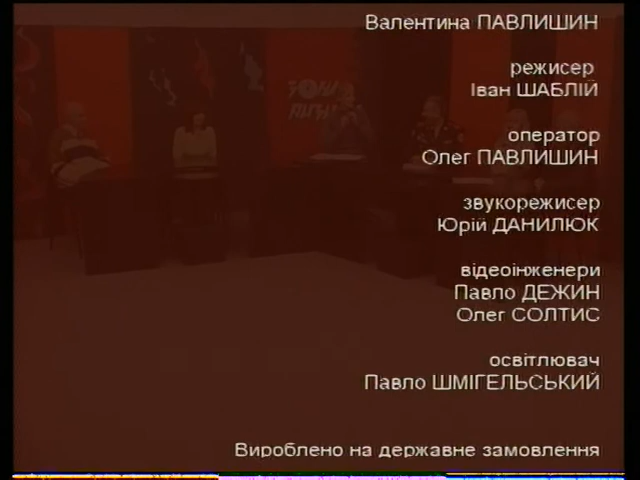 Валентина ПАВЛИШИН
режисер
Іван ШАБЛІЙ
оператор
Олег ПАВЛИШИН
звукорежисер
Юрій ДАНИЛЮК
відеоінженери
Павло ДЕЖИН
Олег СОЛТИС
освітлювач
Павло ШМІГЕЛЬСЬКИЙ
Вироблено на державне замовлення